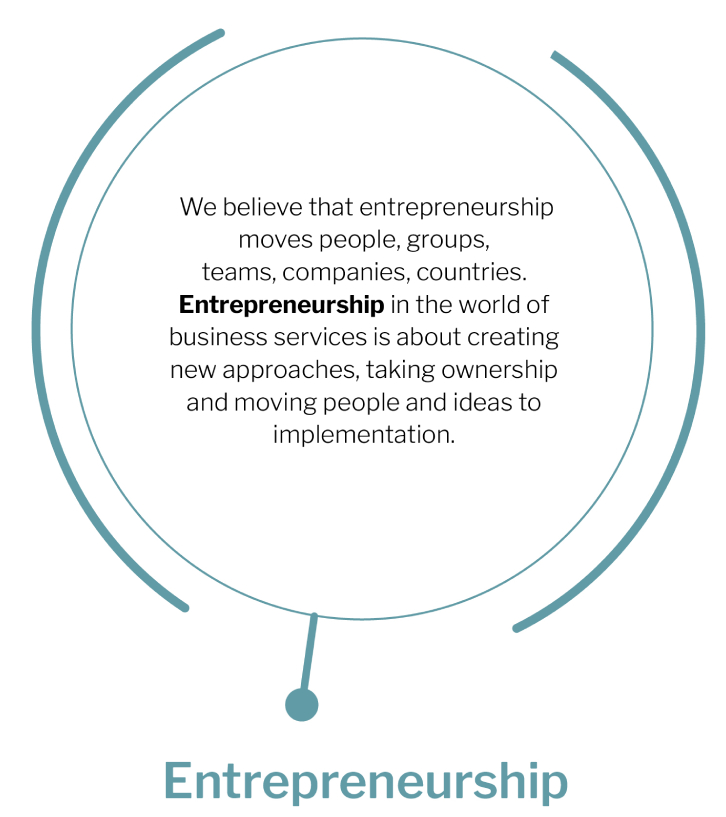 We believe that entrepreneurship
moves people, groups,
teams, companies, countries.
Entrepreneurship in the world of
business services is about creating
new approaches, taking ownership
and moving people and ideas to
implementation.
Entrepreneurship